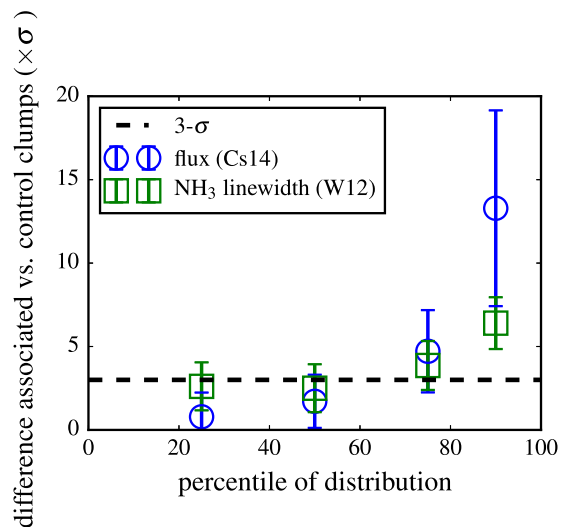 difference associated vs. control clumps (×σ)
20
15
10
5
0
3-σ
flux (Cs14)
NH₃ linewidth (W12)
0 20 40 60 80 100
percentile of distribution